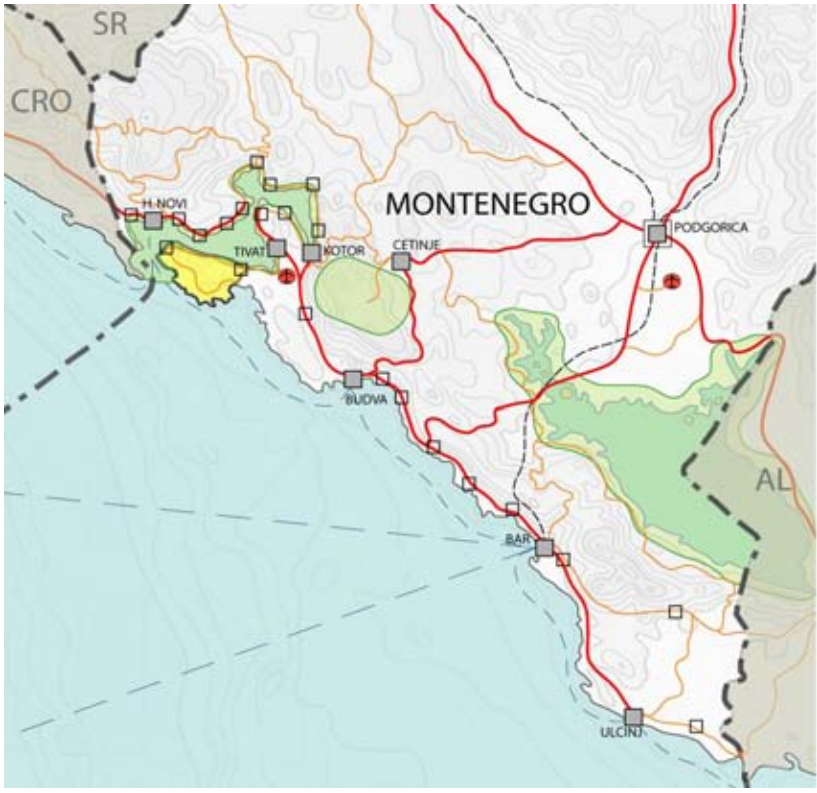 SR
CRO
H-NOVI
MONTENEGRO
PODGORICA
TIVAT
KOTOR
CETINJE
BUDVA
AL
BAR
ULCINJ